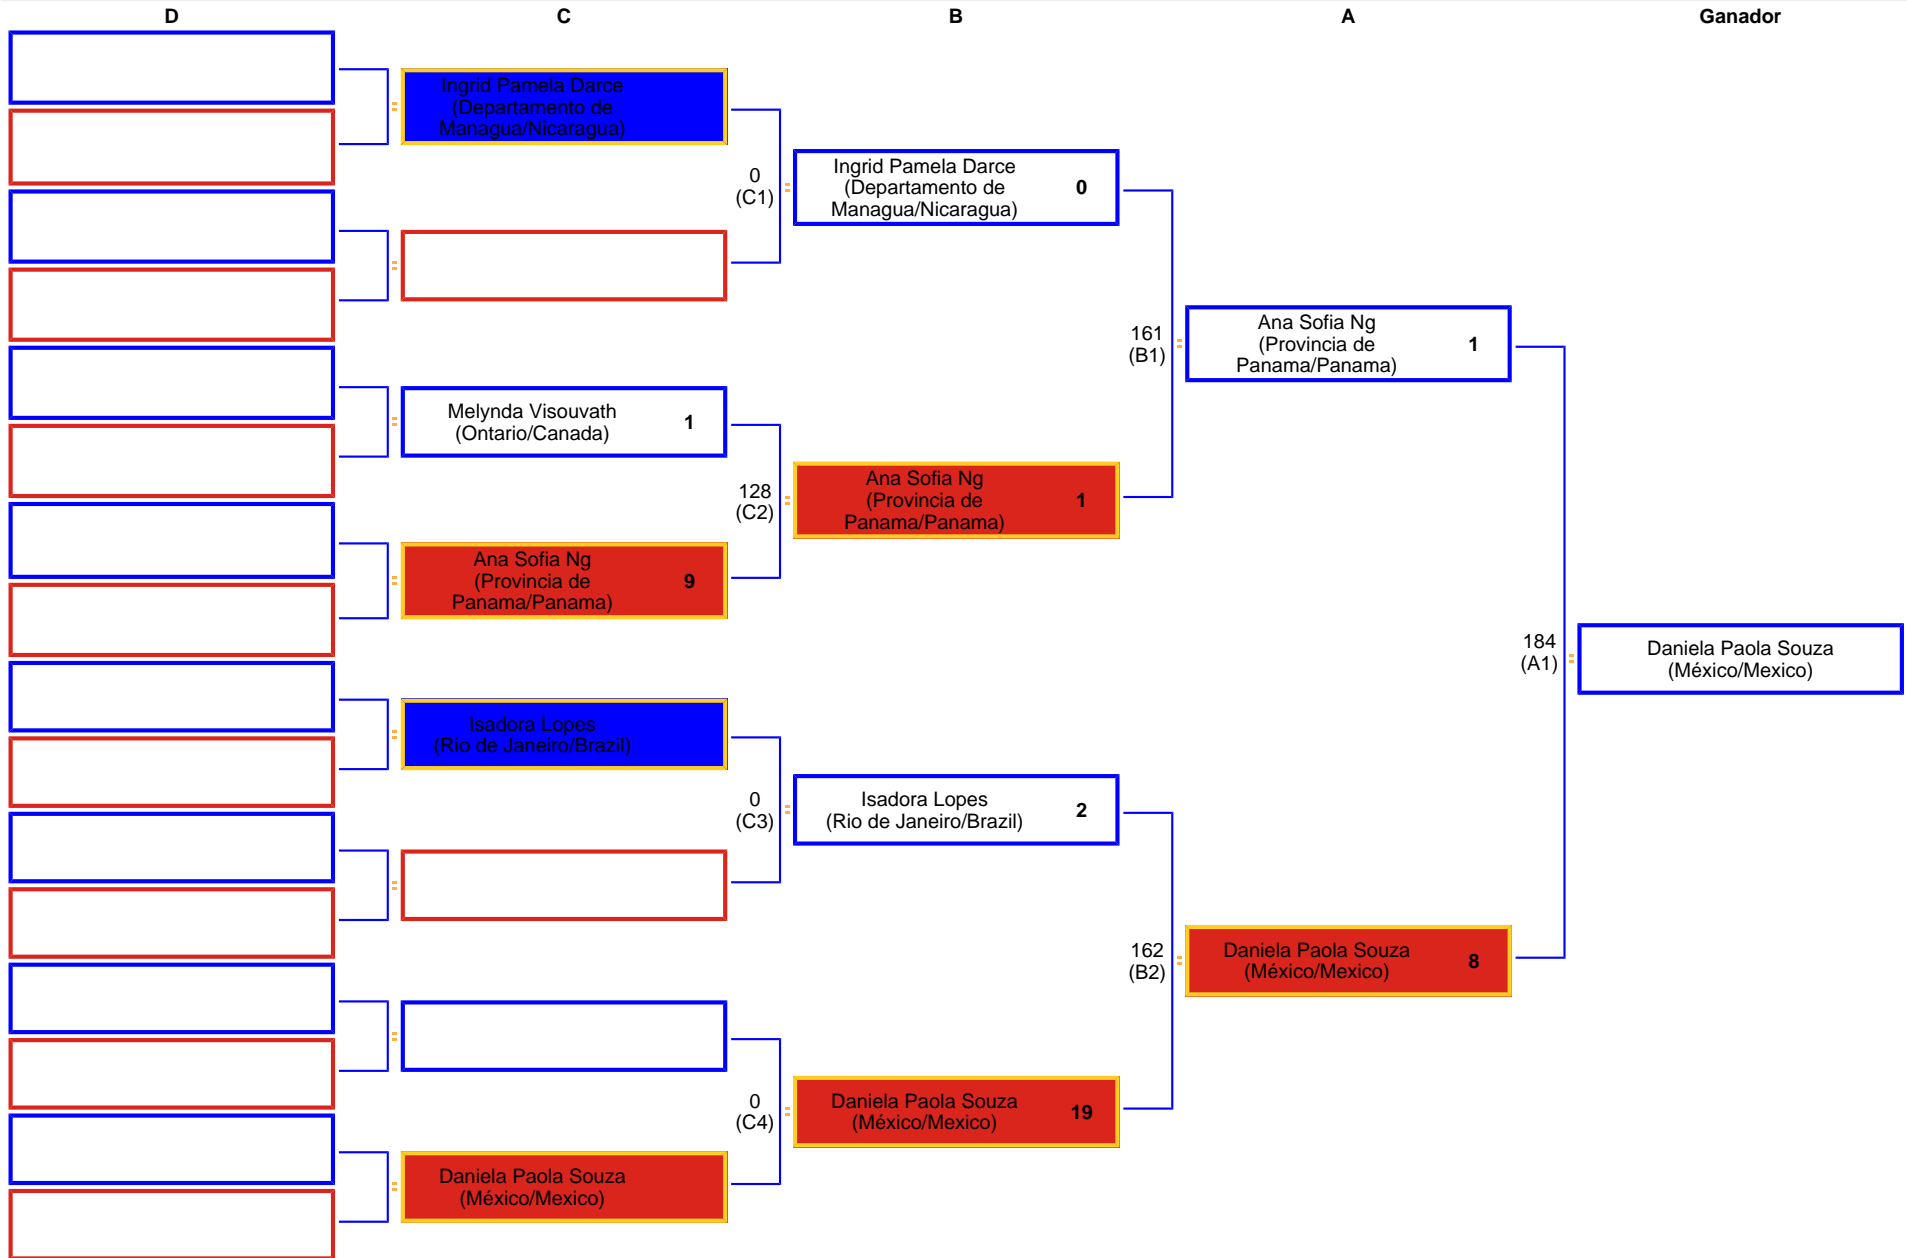 D
C
B
A
Ganador
Ingrid Pamela Darce
(Departamento de
Managua/Nicaragua)
0
(C1)
Ingrid Pamela Darce
(Departamento de
Managua/Nicaragua)
0
161
(B1)
Ana Sofia Ng
(Provincia de
Panama/Panama)
1
Melynda Visouvath
(Ontario/Canada)
1
128
(C2)
Ana Sofia Ng
(Provincia de
Panama/Panama)
1
Ana Sofia Ng
(Provincia de
Panama/Panama)
9
184
(A1)
Daniela Paola Souza
(México/Mexico)
Isadora Lopes
(Rio de Janeiro/Brazil)
0
(C3)
Isadora Lopes
(Rio de Janeiro/Brazil)
2
162
(B2)
Daniela Paola Souza
(México/Mexico)
8
0
(C4)
Daniela Paola Souza
(México/Mexico)
19
Daniela Paola Souza
(México/Mexico)